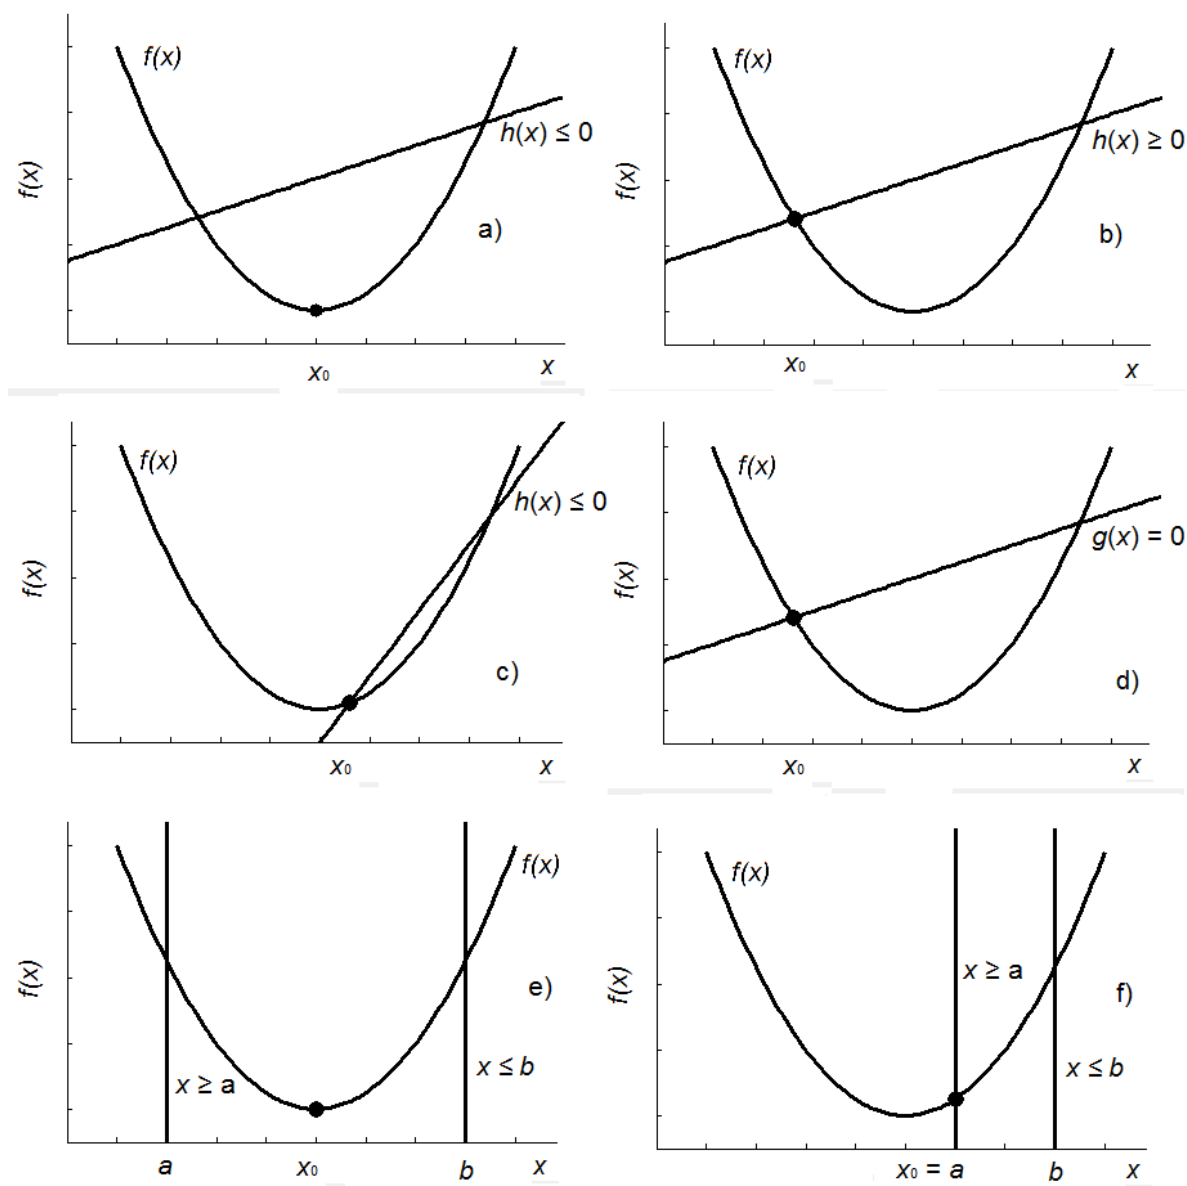 f(x)
h(x) ≤ 0
f(x)
a)
x₀
x
f(x)
h(x) ≥ 0
f(x)
b)
x₀
x
f(x)
h(x) ≤ 0
f(x)
c)
x₀
x
f(x)
g(x) = 0
f(x)
d)
x₀
x
f(x)
f(x)
e)
x ≥ a
x ≤ b
a
x₀
b
x
f(x)
x ≥ a
f(x)
f)
x ≤ b
x₀ = a
b
x